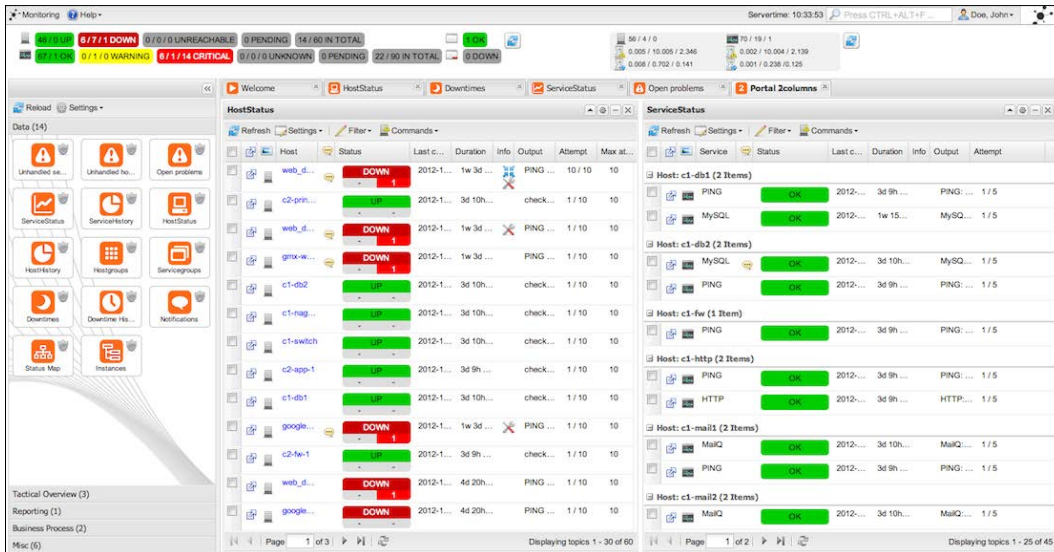 Monitoring Help Servertime: 10:33:53 Press CTRL+ALT+F ... Doe, John
46 / 0 UP 6 / 7 / 1 DOWN 0 / 0 / 0 UNREACHABLE 0 PENDING 14 / 60 IN TOTAL 1 OK 56 / 4 / 0 70 / 19 / 1
67 / 1 OK 0 / 1 / 0 WARNING 6 / 1 / 14 CRITICAL 0 / 0 / 0 UNKNOWN 0 PENDING 22 / 90 IN TOTAL 0 DOWN 0.005 / 10.005 / 2.346 0.002 / 10.004 / 2.139
0.008 / 0.702 / 0.141 0.001 / 0.238 /0.125
Welcome HostStatus Downtimes ServiceStatus Open problems Portal 2columns
Reload Settings
Data (14)
Unhandled se... Unhandled ho... Open problems
ServiceStatus ServiceHistory HostStatus
HostHistory Hostgroups Servicegroups
Downtimes Downtime His... Notifications
Status Map Instances
Tactical Overview (3)
Reporting (1)
Business Process (2)
Misc (6)
HostStatus
Refresh Settings Filter Commands
Host Status Last c... Duration Info Output Attempt Max at...
web_d... DOWN 2012-1... 1w 3d ... PING ... 10 / 10 10
- 1
c2-prin... UP 2012-1... 3d 10h... check... 1 / 10 10
- -
web_d... DOWN 2012-1... 1w 3d ... PING ... 1 / 10 10
- 1
gmx-w... DOWN 2012-1... 1w 3d ... PING ... 1 / 10 10
- 1
c1-db2 UP 2012-1... 3d 10h... check... 1 / 10 10
- -
c1-nag... UP 2012-1... 3d 10h... check... 1 / 10 10
- -
c1-switch UP 2012-1... 3d 10h... check... 1 / 10 10
- -
c2-app-1 UP 2012-1... 3d 9h ... check... 1 / 10 10
- -
c1-db1 UP 2012-1... 3d 10h... check... 1 / 10 10
- -
google... DOWN 2012-1... 1w 3d ... PING ... 1 / 10 10
- 1
c2-fw-1 UP 2012-1... 3d 9h ... check... 1 / 10 10
- -
web_d... DOWN 2012-1... 4d 20h... PING ... 1 / 10 10
- 1
google... DOWN 2012-1... 4d 20h... PING ... 1 / 10 10
Page 1 of 3 Displaying topics 1 - 30 of 60
ServiceStatus
Refresh Settings Filter Commands
Service Status Last c... Duration Info Output Attempt
Host: c1-db1 (2 Items)
PING OK 2012-... 3d 9h ... PING: ... 1 / 5
MySQL OK 2012-... 1w 15... MySQ... 1 / 5
Host: c1-db2 (2 Items)
MySQL OK 2012-... 3d 10h... MySQ... 1 / 5
PING OK 2012-... 3d 9h ... PING: ... 1 / 5
Host: c1-fw (1 Item)
PING OK 2012-... 3d 9h ... PING: ... 1 / 5
Host: c1-http (2 Items)
PING OK 2012-... 3d 9h ... PING: ... 1 / 5
HTTP OK 2012-... 3d 9h ... HTTP:... 1 / 5
Host: c1-mail1 (2 Items)
MailQ OK 2012-... 3d 10h... MailQ:... 1 / 5
PING OK 2012-... 3d 9h ... PING: ... 1 / 5
Host: c1-mail2 (2 Items)
MailQ OK 2012-... 3d 10h... MailQ:... 1 / 5
Page 1 of 2 Displaying topics 1 - 25 of 45